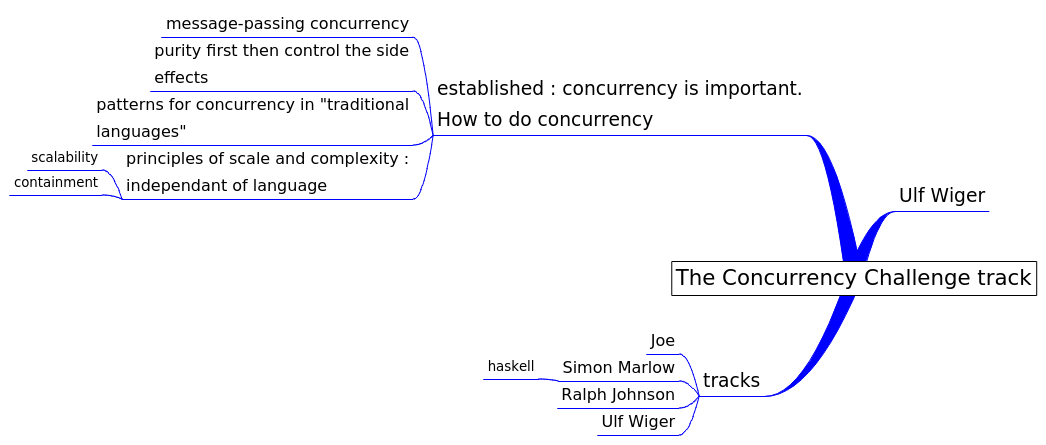 message-passing concurrency
purity first then control the side
effects
patterns for concurrency in "traditional
languages"
principles of scale and complexity :
independant of language
scalability
containment
established : concurrency is important.
How to do concurrency
Ulf Wiger
The Concurrency Challenge track
tracks
Joe
Simon Marlow
haskell
Ralph Johnson
Ulf Wiger